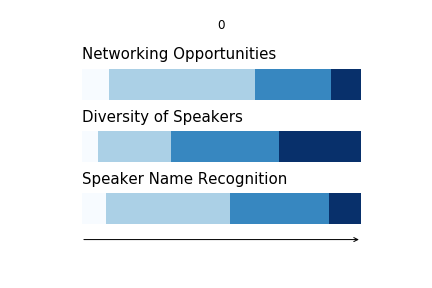 0
Networking Opportunities
Diversity of Speakers
Speaker Name Recognition